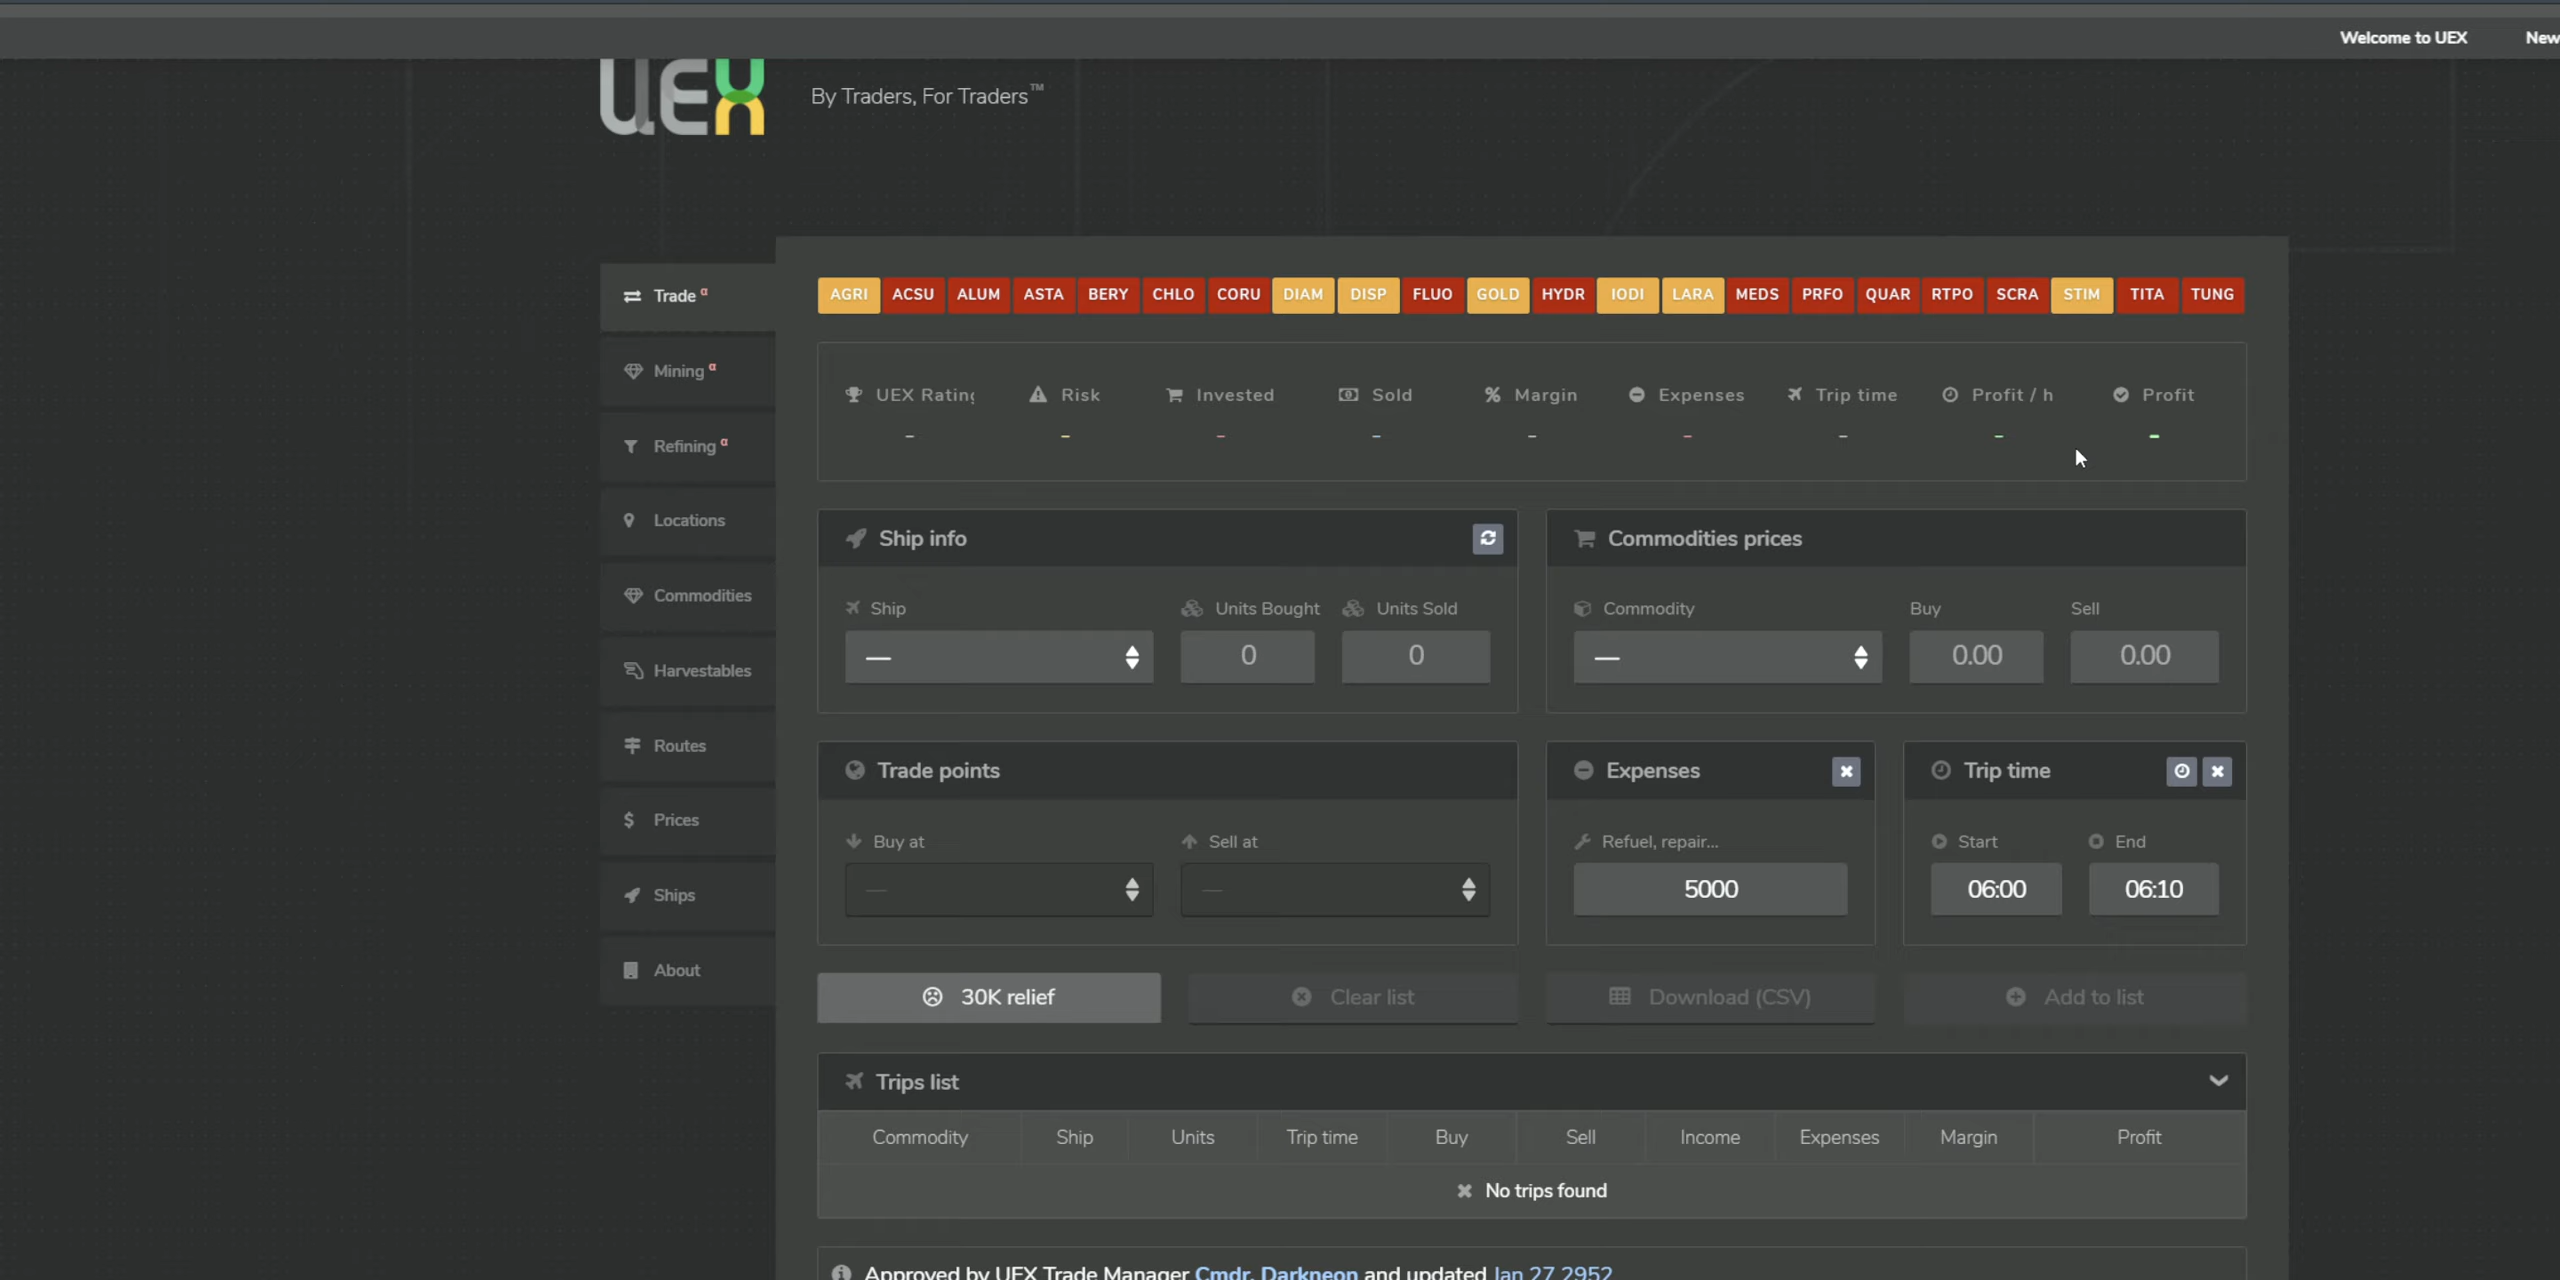 Welcome to UEX New
UEX By Traders, For Traders™
Trade α
Mining α
Refining α
Locations
Commodities
Harvestables
Routes
Prices
Ships
About
AGRI ACSU ALUM ASTA BERY CHLO CORU DIAM DISP FLUO GOLD HYDR IODI LARA MEDS PRFO QUAR RTPO SCRA STIM TITA TUNG
UEX Rating Risk Invested Sold Margin Expenses Trip time Profit / h Profit
- - - - - - - - -
Ship info
Ship Units Bought Units Sold
— 0 0
Commodities prices
Commodity Buy Sell
— 0.00 0.00
Trade points
Buy at Sell at
— —
Expenses
Refuel, repair...
5000
Trip time
Start End
06:00 06:10
30K relief Clear list Download (CSV) Add to list
Trips list
Commodity Ship Units Trip time Buy Sell Income Expenses Margin Profit
No trips found
Approved by UEX Trade Manager Cmdr. Darkneon and updated Jan 27 2952